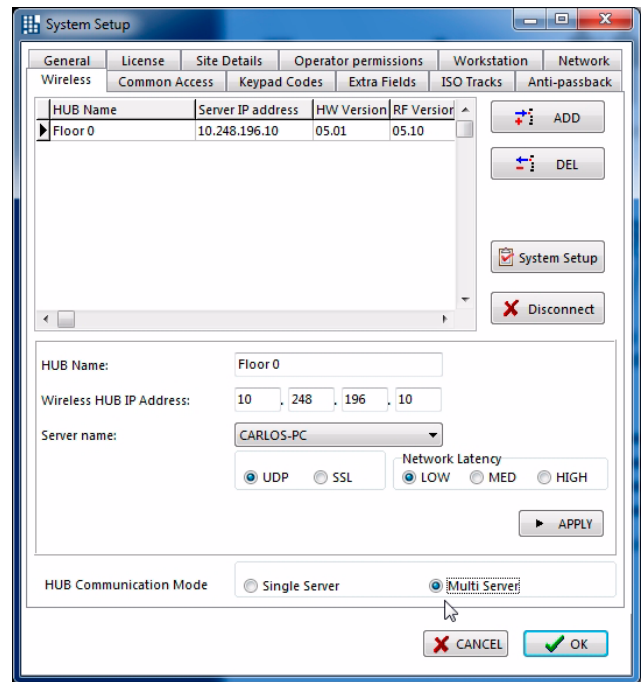 System Setup
General License Site Details Operator permissions Workstation Network
Wireless Common Access Keypad Codes Extra Fields ISO Tracks Anti-passback
HUB Name Server IP address HW Version RF Version
Floor 0 10.248.196.10 05.01 05.10
ADD
DEL
System Setup
Disconnect
HUB Name: Floor 0
Wireless HUB IP Address: 10 . 248 . 196 . 10
Server name: CARLOS-PC
Network Latency
UDP SSL LOW MED HIGH
APPLY
HUB Communication Mode Single Server Multi Server
CANCEL OK